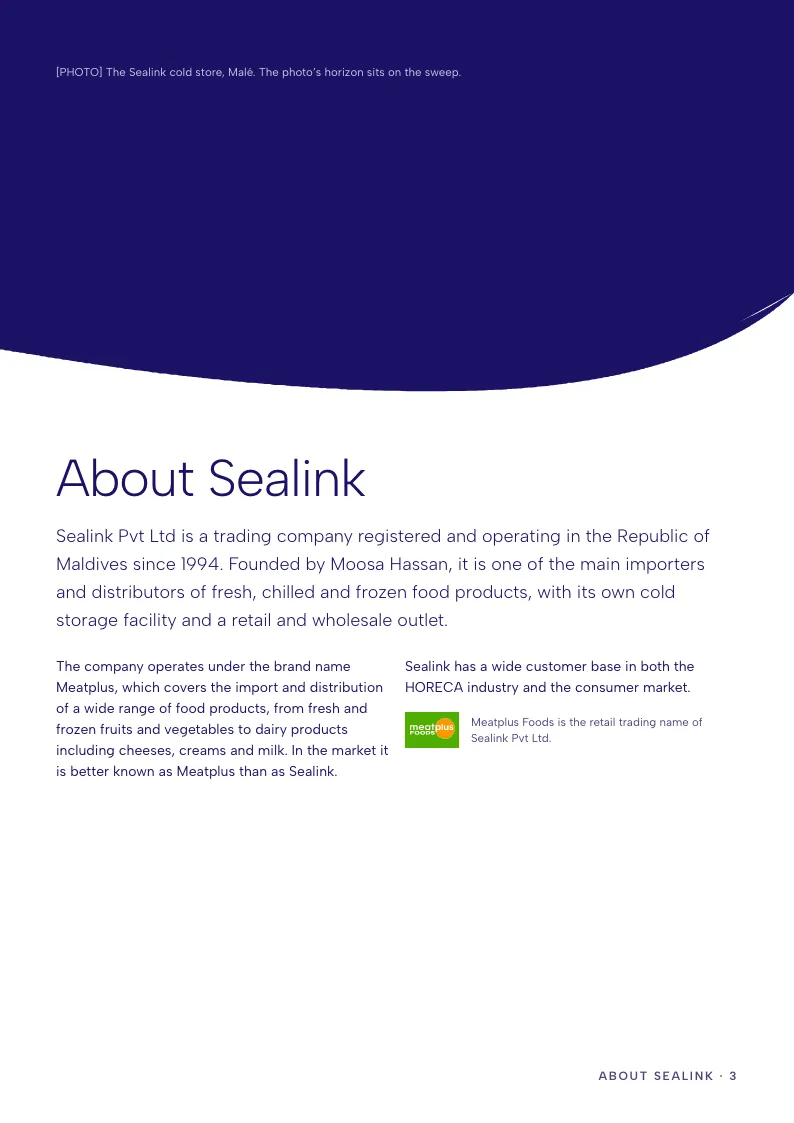 [PHOTO] The Sealink cold store, Malé. The photo’s horizon sits on the sweep.
About Sealink
Sealink Pvt Ltd is a trading company registered and operating in the Republic of
Maldives since 1994. Founded by Moosa Hassan, it is one of the main importers
and distributors of fresh, chilled and frozen food products, with its own cold
storage facility and a retail and wholesale outlet.
The company operates under the brand name
Meatplus, which covers the import and distribution
of a wide range of food products, from fresh and
frozen fruits and vegetables to dairy products
including cheeses, creams and milk. In the market it
is better known as Meatplus than as Sealink.
Sealink has a wide customer base in both the
HORECA industry and the consumer market.
meatplus
FOODS
Meatplus Foods is the retail trading name of
Sealink Pvt Ltd.
ABOUT SEALINK · 3